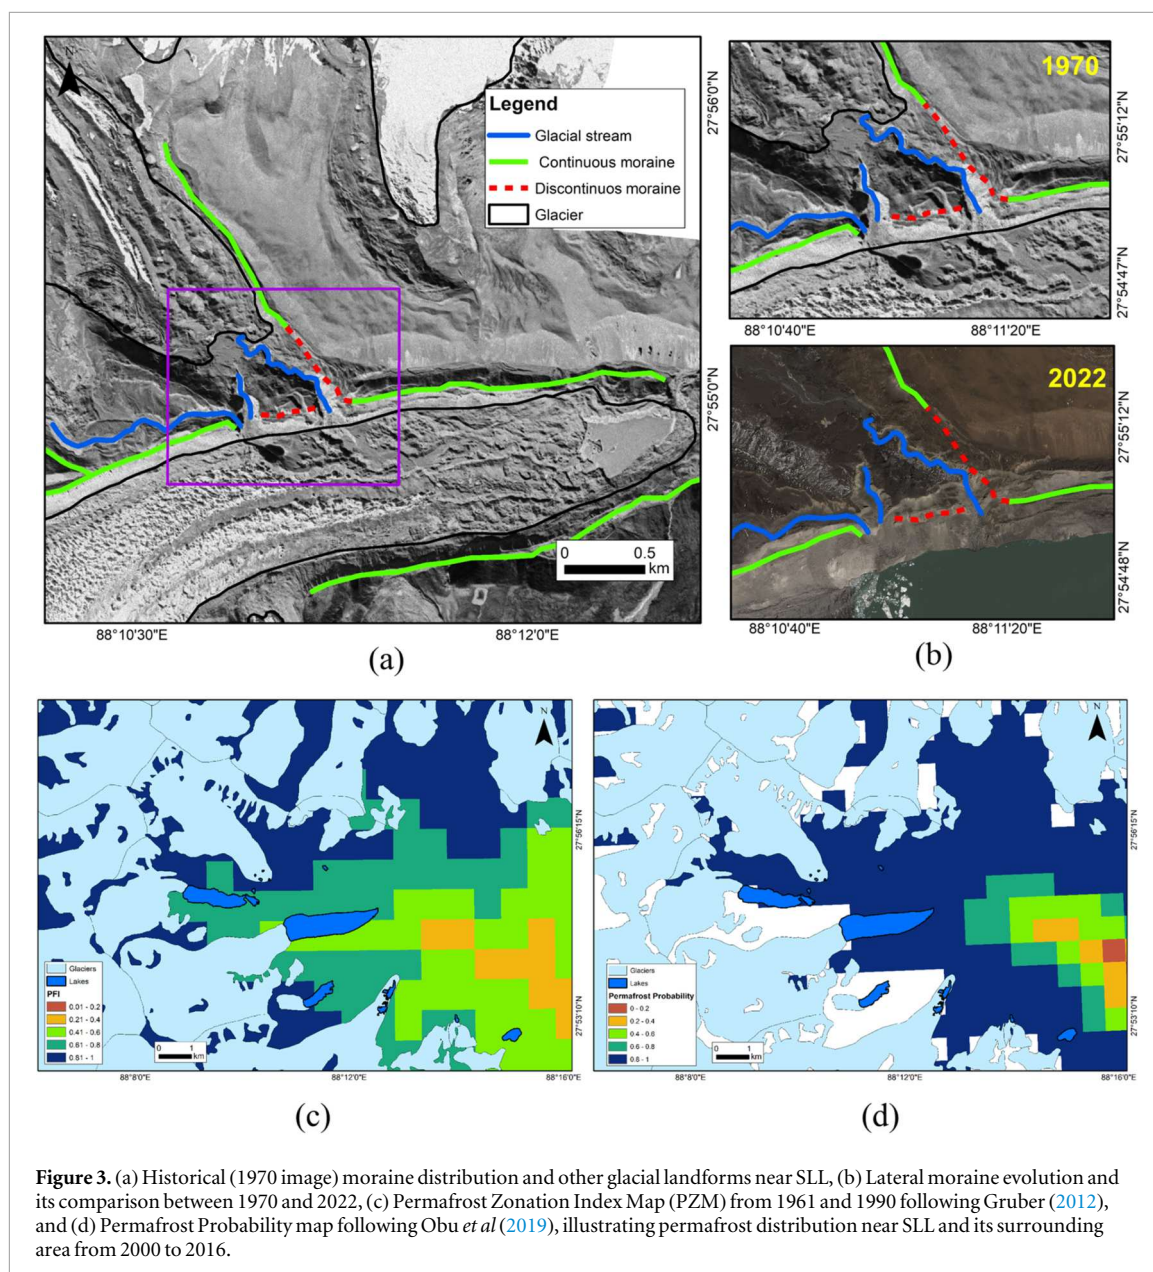 N
Legend
Glacial stream
Continuous moraine
Discontinuos moraine
Glacier
0 0.5
km
27°56'0"N
27°55'0"N
88°10'30"E 88°12'0"E
(a)
1970
27°55'12"N
27°54'47"N
88°10'40"E 88°11'20"E
2022
27°55'12"N
27°54'48"N
88°10'40"E 88°11'20"E
(b)
N
Glaciers
Lakes
PFI
0.01 - 0.2
0.21 - 0.4
0.41 - 0.6
0.61 - 0.8
0.81 - 1
0 1
km
27°56'15"N
27°53'10"N
88°8'0"E 88°12'0"E 88°16'0"E
(c)
N
Glaciers
Lakes
Permafrost Probability
0 - 0.2
0.2 - 0.4
0.4 - 0.6
0.6 - 0.8
0.8 - 1
0 1
km
27°56'15"N
27°53'10"N
88°8'0"E 88°12'0"E 88°16'0"E
(d)
Figure 3. (a) Historical (1970 image) moraine distribution and other glacial landforms near SLL, (b) Lateral moraine evolution and
its comparison between 1970 and 2022, (c) Permafrost Zonation Index Map (PZM) from 1961 and 1990 following Gruber (2012),
and (d) Permafrost Probability map following Obu et al (2019), illustrating permafrost distribution near SLL and its surrounding
area from 2000 to 2016.